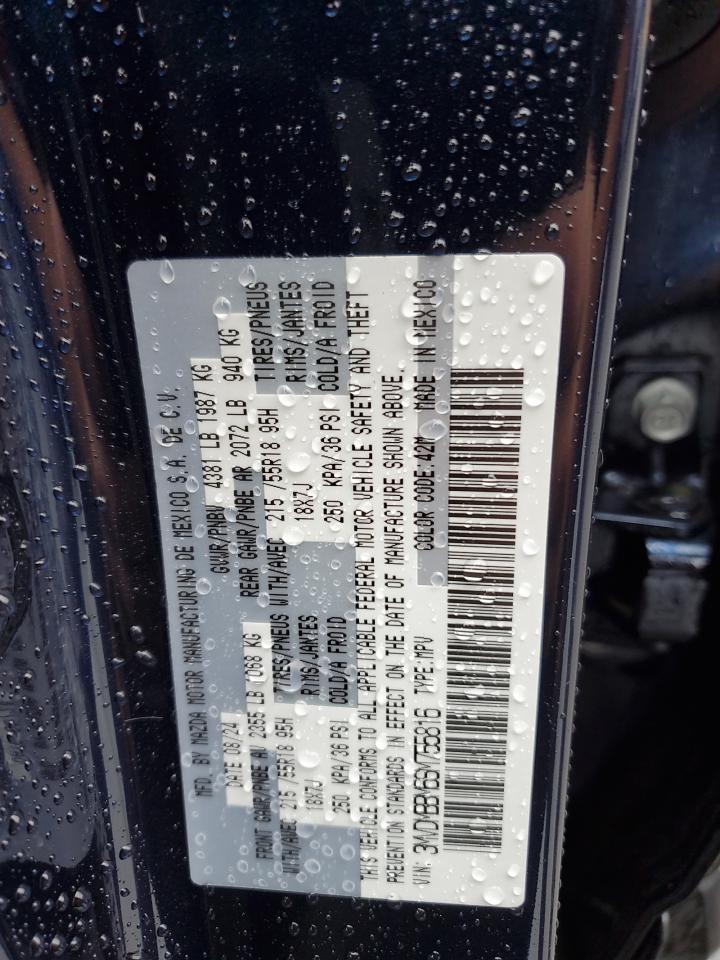 MFD. BY MAZDA MOTOR MANUFACTURING DE MEXICO S.A. DE C.V.
DATE 08/24 GVWR/PNBV 4381 LB 1987 KG
FRONT GAWR/PNBE AV 2355 LB 1068 KG REAR GAWR/PNBE AR 2072 LB 940 KG
WITH/AVEC 215 /55R18 95H TIRES/PNEUS WITH/AVEC 215 /55R18 95H TIRES/PNEUS
18X7J RIMS/JANTES 18X7J RIMS/JANTES
250 KPA/36 PSI COLD/A FROID 250 KPA/36 PSI COLD/A FROID
THIS VEHICLE CONFORMS TO ALL APPLICABLE FEDERAL MOTOR VEHICLE SAFETY AND THEFT
PREVENTION STANDARDS IN EFFECT ON THE DATE OF MANUFACTURE SHOWN ABOVE.
VIN: TYPE:MPV COLOR CODE:42M MADE IN MEXICO